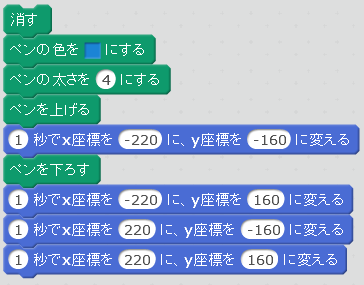 消す
ペンの色を にする
ペンの太さを 4 にする
ペンを上げる
1 秒でx座標を -220 に、y座標を -160 に変える
ペンを下ろす
1 秒でx座標を -220 に、y座標を 160 に変える
1 秒でx座標を 220 に、y座標を -160 に変える
1 秒でx座標を 220 に、y座標を 160 に変える